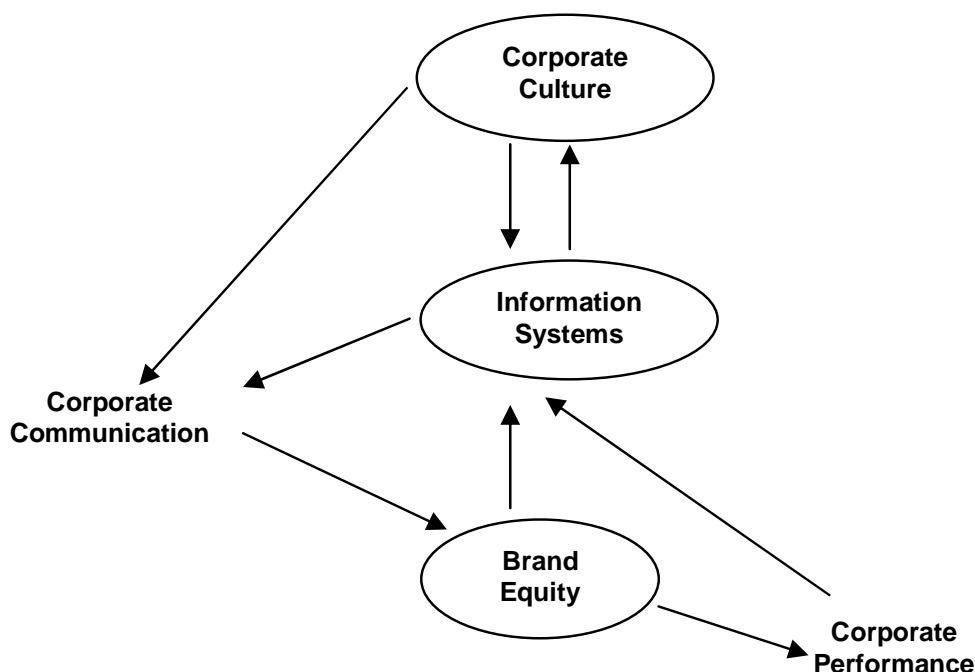 Corporate
Culture
Information
Systems
Corporate
Communication
Brand
Equity
Corporate
Performance